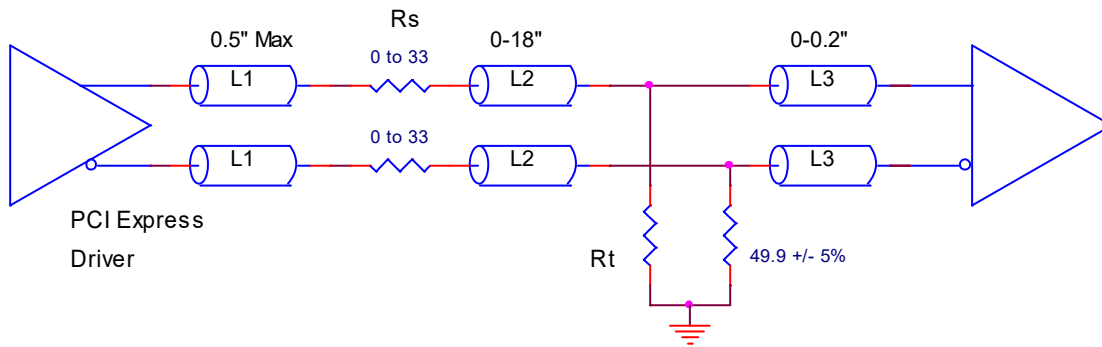 Rs
0.5" Max
0-18"
0-0.2"
0 to 33
L1
L2
L3
0 to 33
L1
L2
L3
PCI Express
Driver
Rt
49.9 +/- 5%